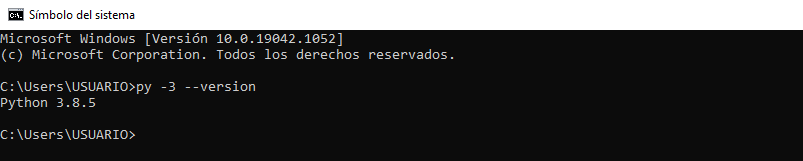 Símbolo del sistema
Microsoft Windows [Versión 10.0.19042.1052]
(c) Microsoft Corporation. Todos los derechos reservados.
C:\Users\USUARIO>py -3 --version
Python 3.8.5
C:\Users\USUARIO>